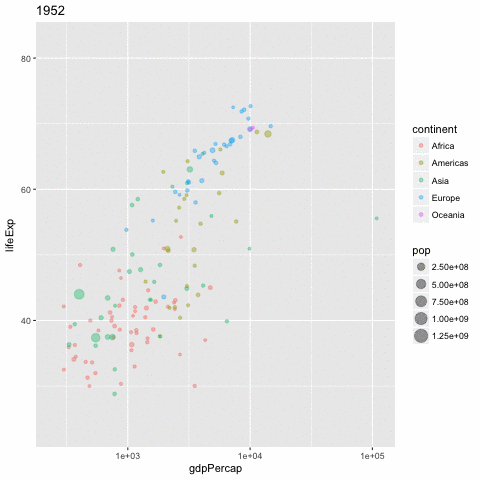 1952
80
60
40
lifeExp
1e+03
1e+04
1e+05
gdpPercap
continent
Africa
Americas
Asia
Europe
Oceania
pop
2.50e+08
5.00e+08
7.50e+08
1.00e+09
1.25e+09